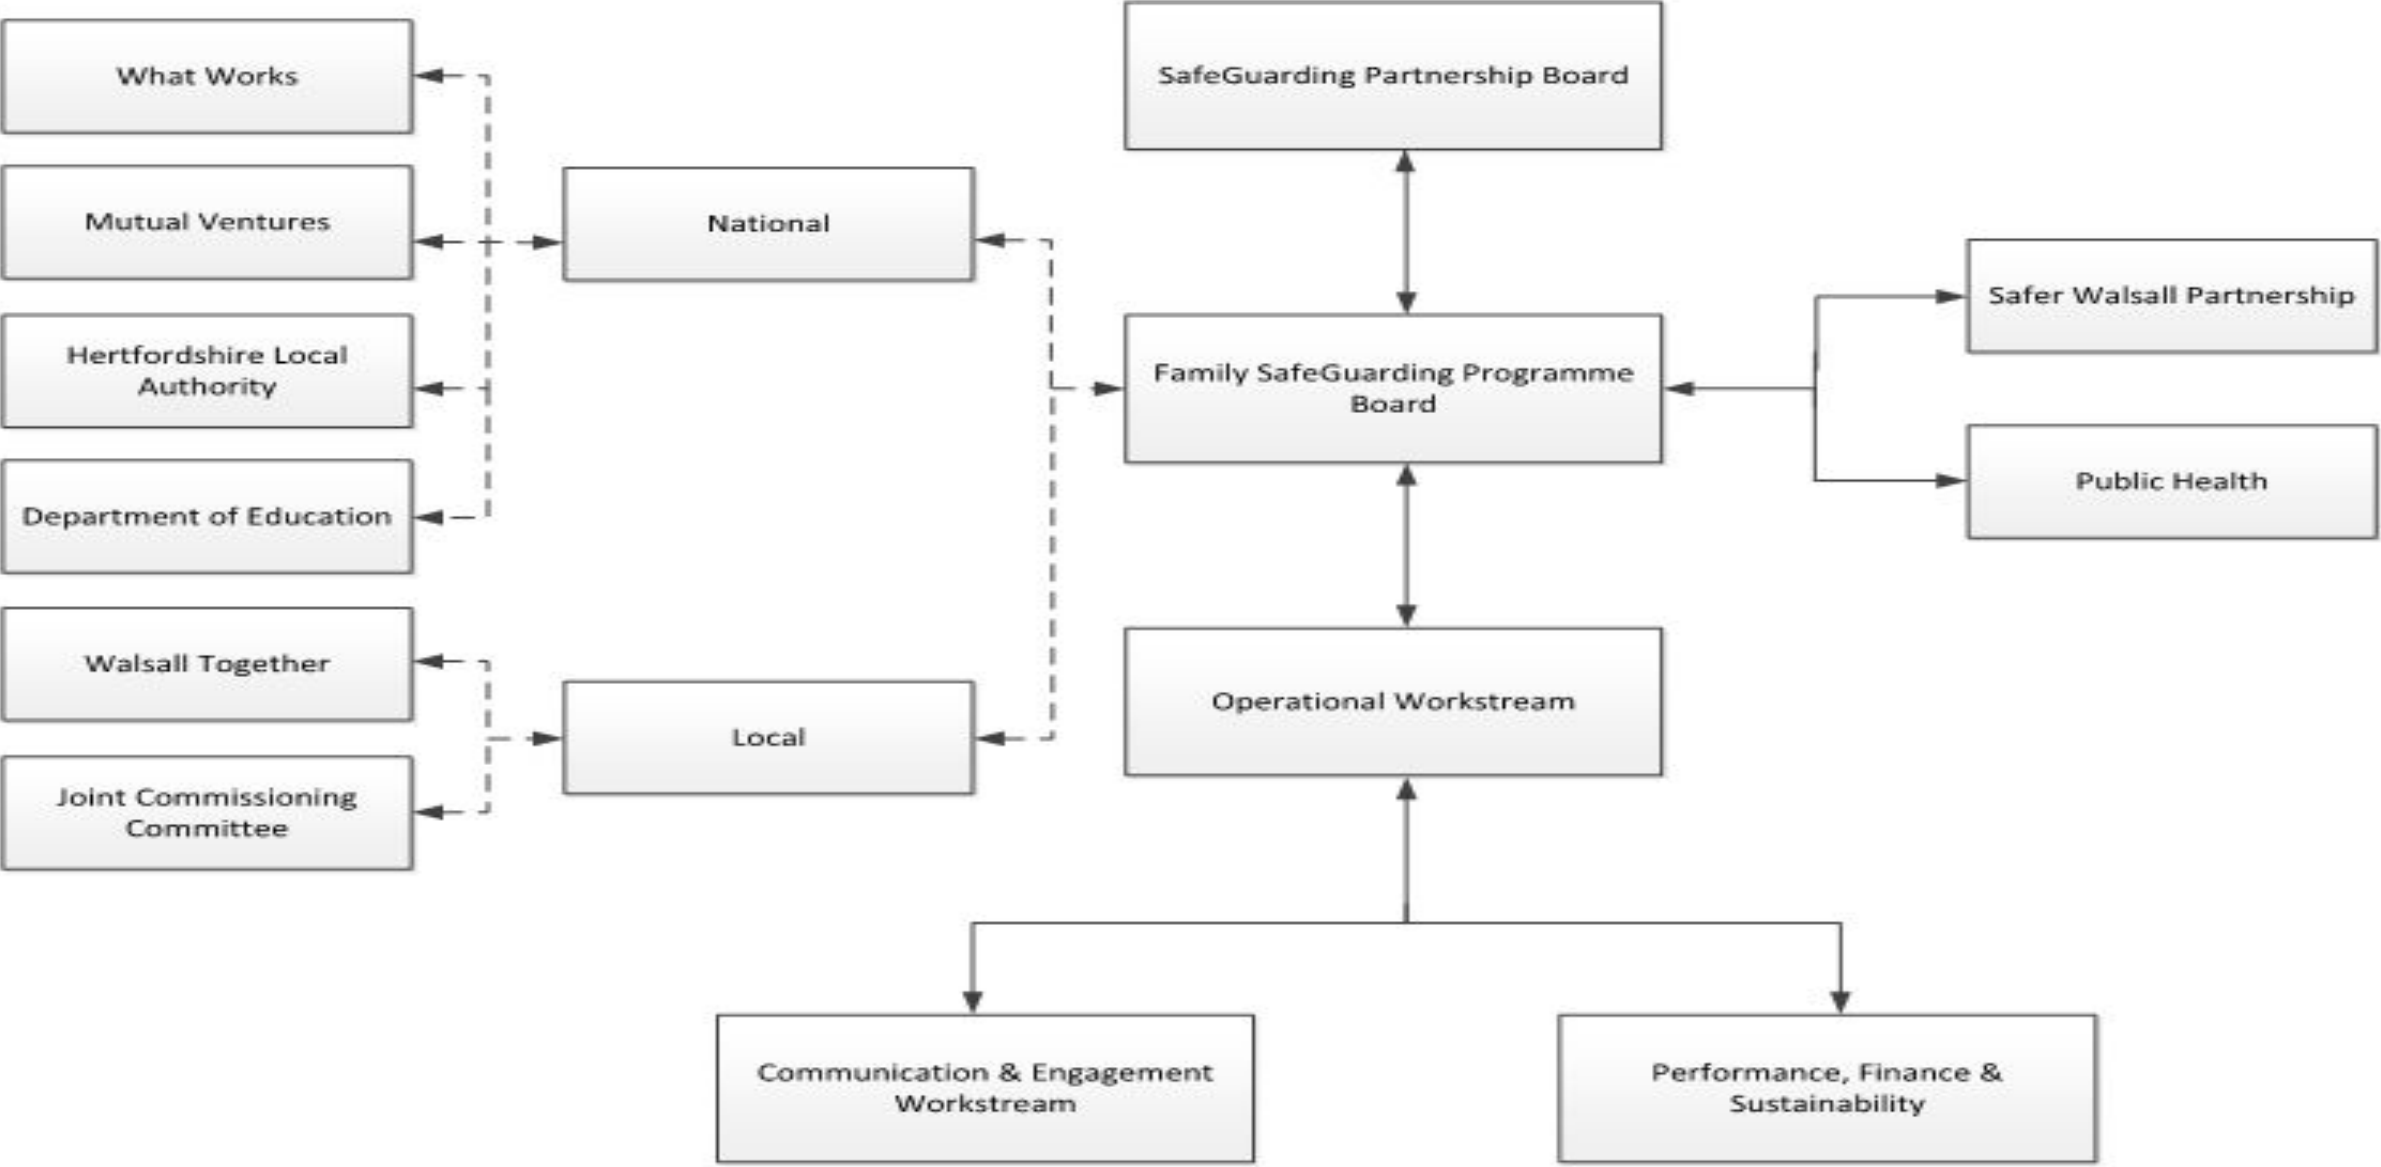 What Works
SafeGuarding Partnership Board
Mutual Ventures
National
Safer Walsall Partnership
Hertfordshire Local
Authority
Family SafeGuarding Programme
Board
Public Health
Department of Education
Walsall Together
Operational Workstream
Local
Joint Commissioning
Committee
Communication & Engagement
Workstream
Performance, Finance &
Sustainability